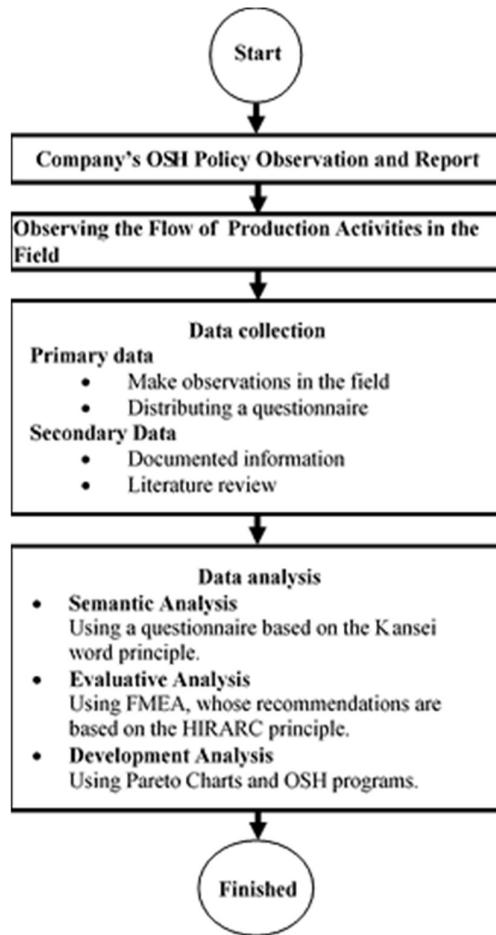 Start
Company's OSH Policy Observation and Report
Observing the Flow of Production Activities in the
Field
Data collection
Primary data
• Make observations in the field
• Distributing a questionnaire
Secondary Data
• Documented information
• Literature review
Data analysis
• Semantic Analysis
Using a questionnaire based on the Kansei
word principle.
• Evaluative Analysis
Using FMEA, whose recommendations are
based on the HIRARC principle.
• Development Analysis
Using Pareto Charts and OSH programs.
Finished